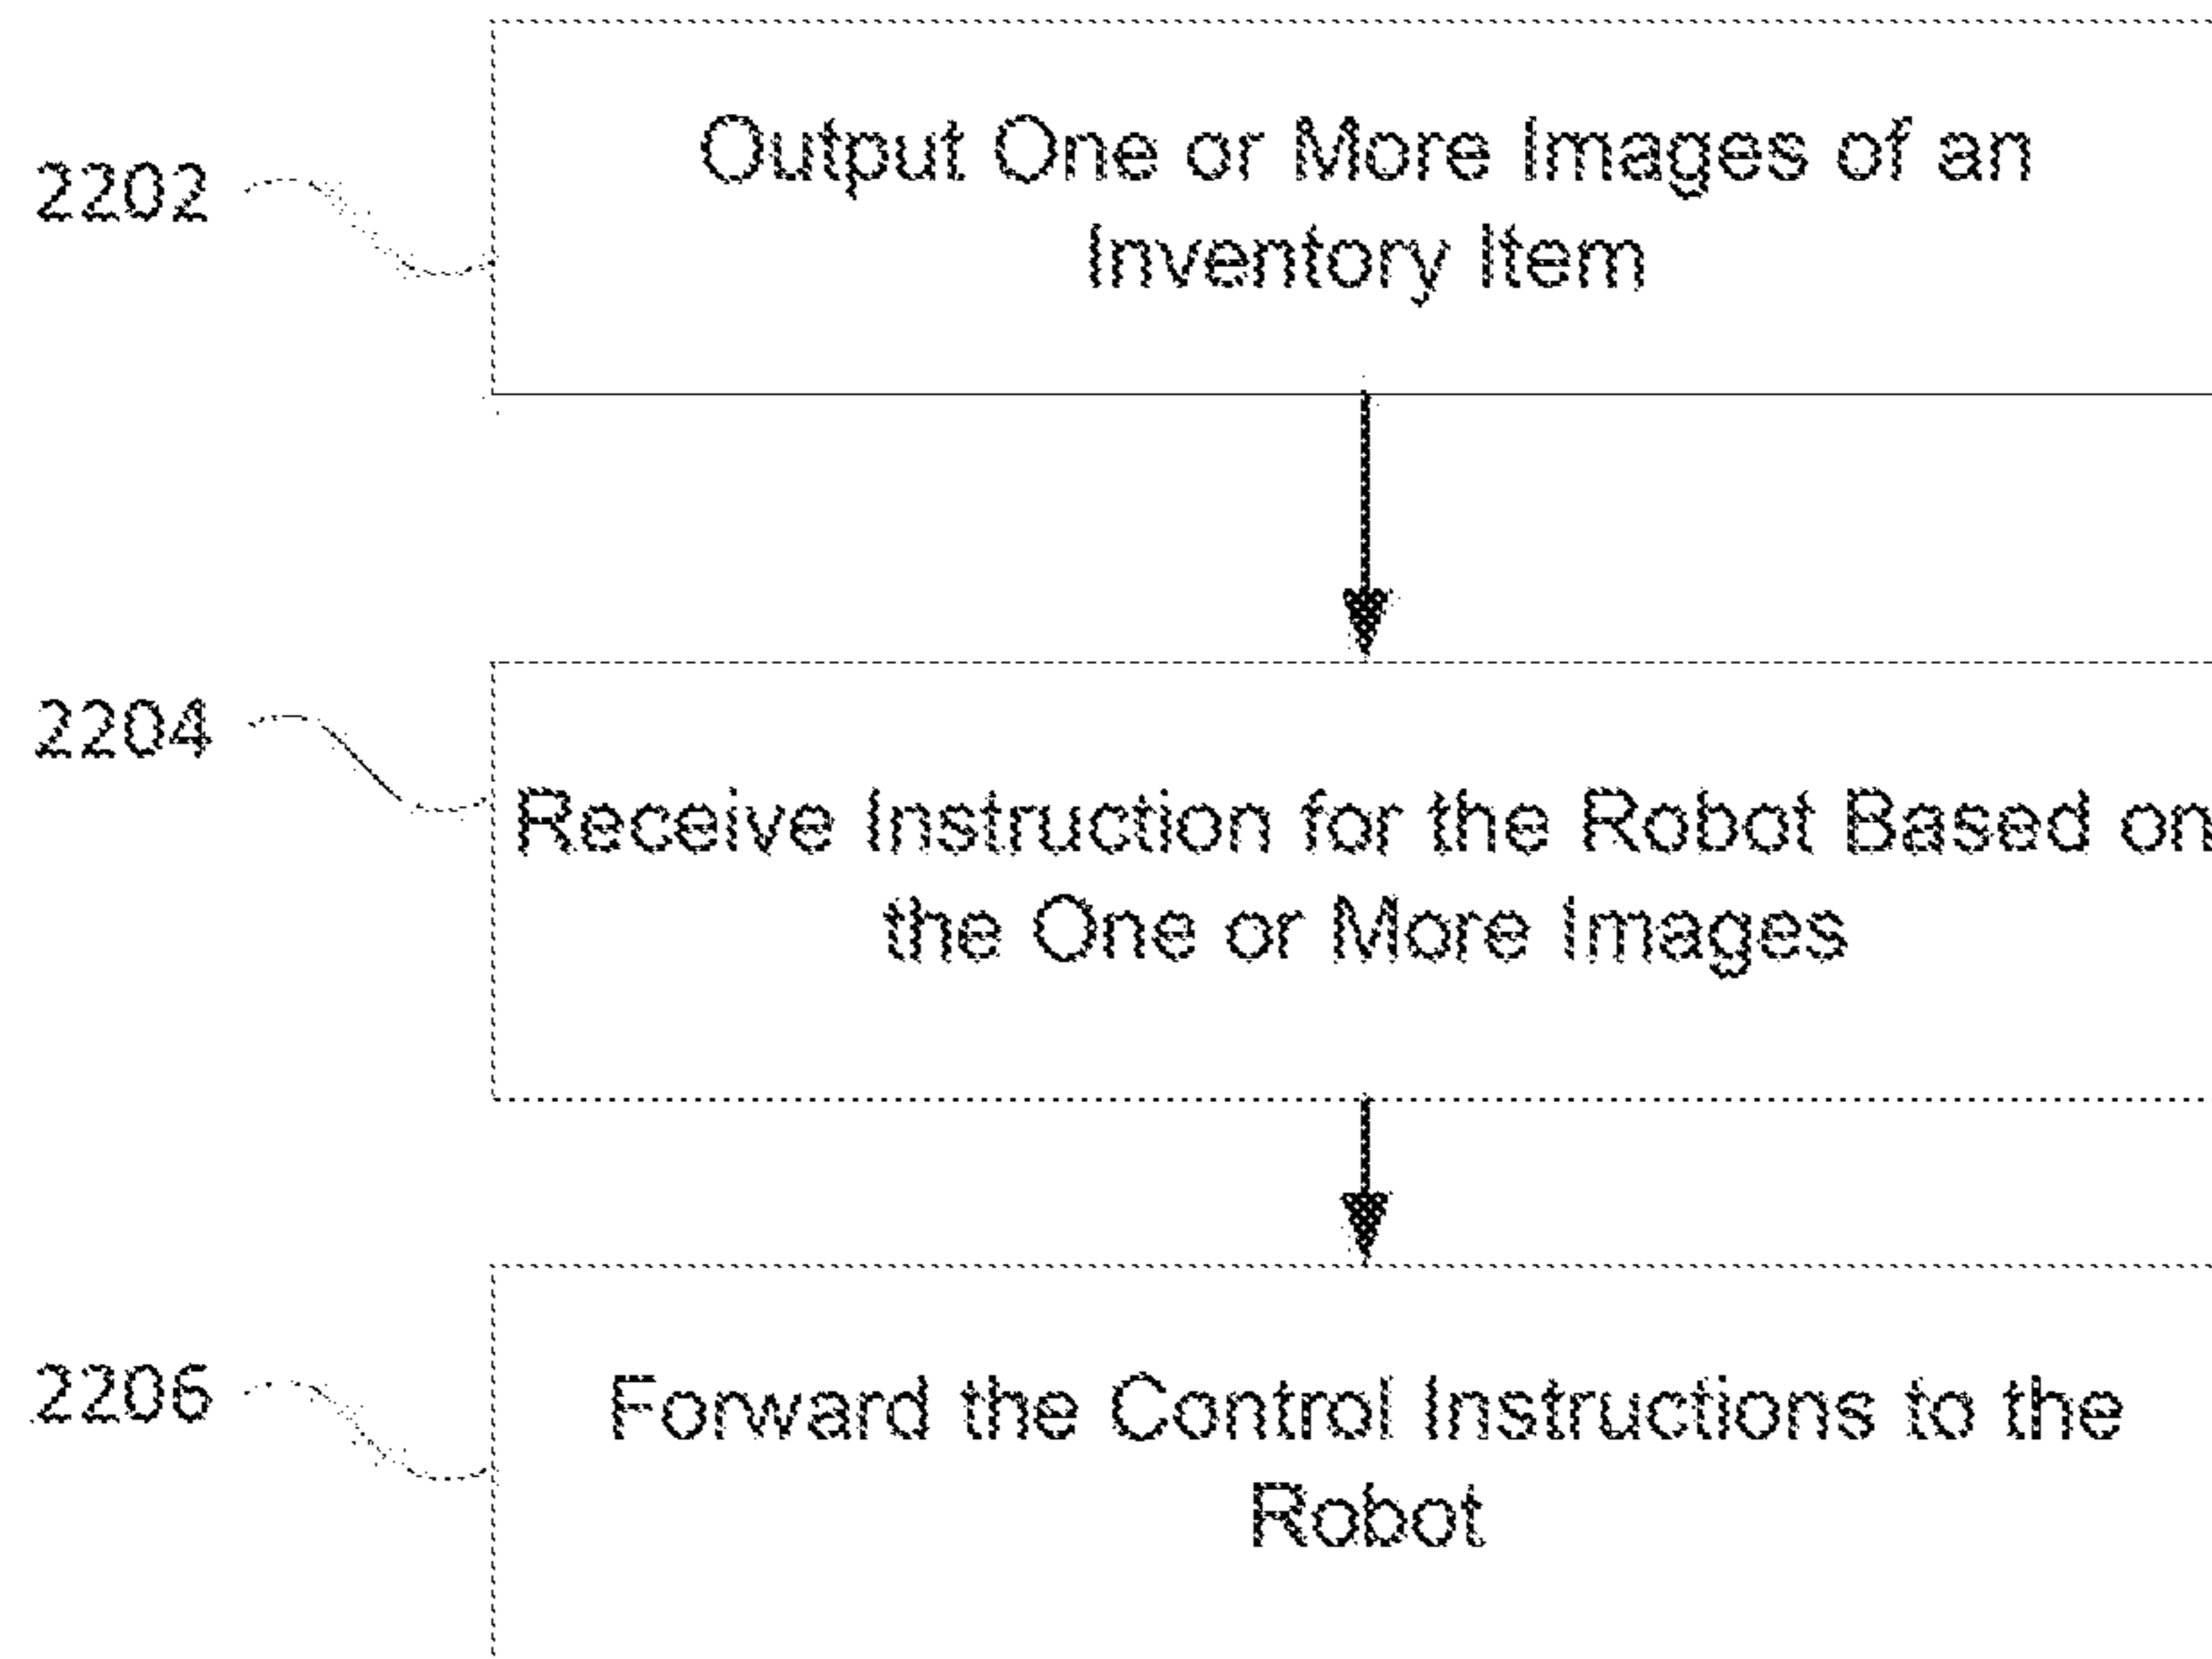 Output One or More Images of an
Inventory Item
2202
2204
Receive Instruction for the Robot Based on
the One or More Images
2206
Forward the Control Instructions to the
Robot